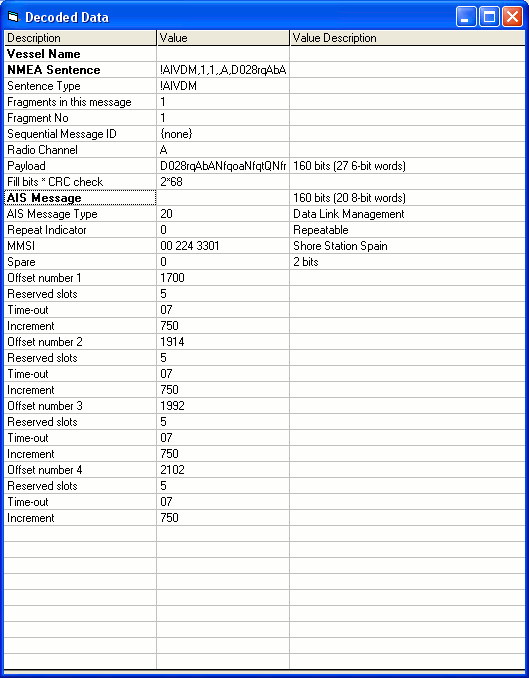 Decoded Data
Description Value Value Description
Vessel Name
NMEA Sentence !AIVDM,1,1,,A,D028rqAbA
Sentence Type !AIVDM
Fragments in this message 1
Fragment No 1
Sequential Message ID {none}
Radio Channel A
Payload D028rqAbANfqoaNfqtQNfr 160 bits (27 6-bit words)
Fill bits * CRC check 2*68
AIS Message 160 bits (20 8-bit words)
AIS Message Type 20 Data Link Management
Repeat Indicator 0 Repeatable
MMSI 00 224 3301 Shore Station Spain
Spare 0 2 bits
Offset number 1 1700
Reserved slots 5
Time-out 07
Increment 750
Offset number 2 1914
Reserved slots 5
Time-out 07
Increment 750
Offset number 3 1992
Reserved slots 5
Time-out 07
Increment 750
Offset number 4 2102
Reserved slots 5
Time-out 07
Increment 750